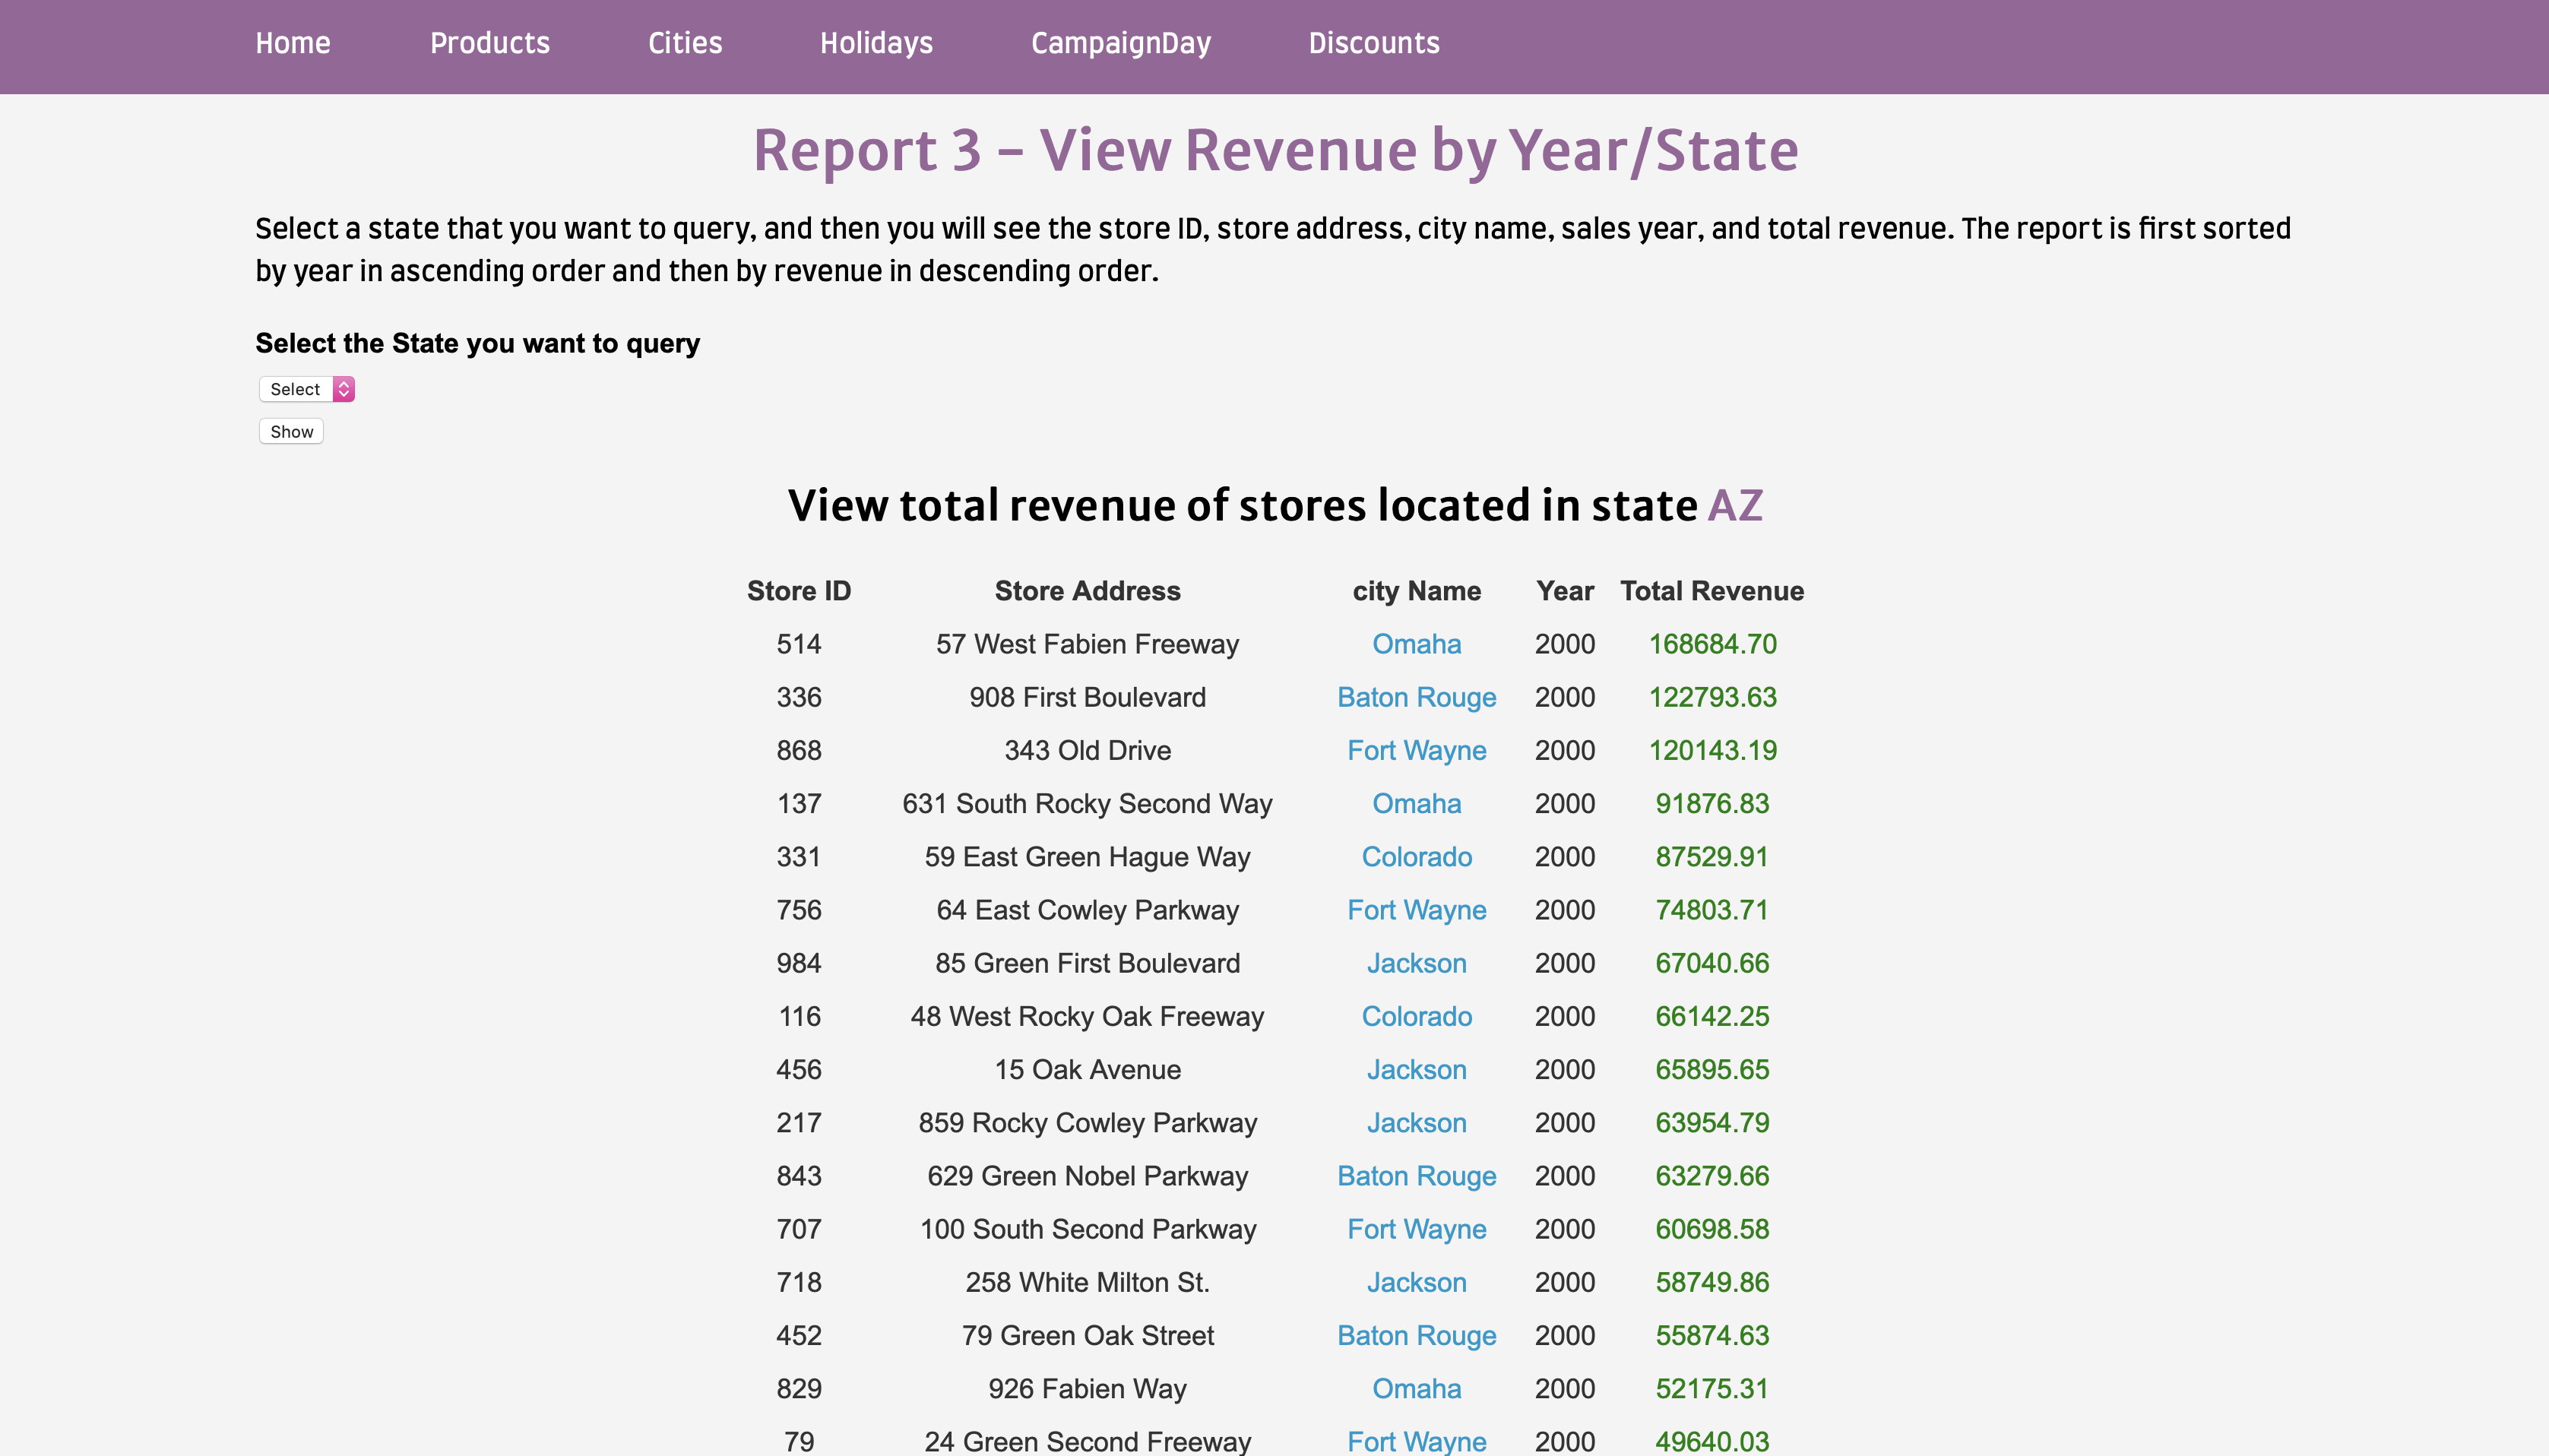 Home Products Cities Holidays CampaignDay Discounts
Report 3 - View Revenue by Year/State
Select a state that you want to query, and then you will see the store ID, store address, city name, sales year, and total revenue. The report is first sorted
by year in ascending order and then by revenue in descending order.
Select the State you want to query
Select
Show
View total revenue of stores located in state AZ
Store ID Store Address city Name Year Total Revenue
514 57 West Fabien Freeway Omaha 2000 168684.70
336 908 First Boulevard Baton Rouge 2000 122793.63
868 343 Old Drive Fort Wayne 2000 120143.19
137 631 South Rocky Second Way Omaha 2000 91876.83
331 59 East Green Hague Way Colorado 2000 87529.91
756 64 East Cowley Parkway Fort Wayne 2000 74803.71
984 85 Green First Boulevard Jackson 2000 67040.66
116 48 West Rocky Oak Freeway Colorado 2000 66142.25
456 15 Oak Avenue Jackson 2000 65895.65
217 859 Rocky Cowley Parkway Jackson 2000 63954.79
843 629 Green Nobel Parkway Baton Rouge 2000 63279.66
707 100 South Second Parkway Fort Wayne 2000 60698.58
718 258 White Milton St. Jackson 2000 58749.86
452 79 Green Oak Street Baton Rouge 2000 55874.63
829 926 Fabien Way Omaha 2000 52175.31
79 24 Green Second Freeway Fort Wayne 2000 49640.03